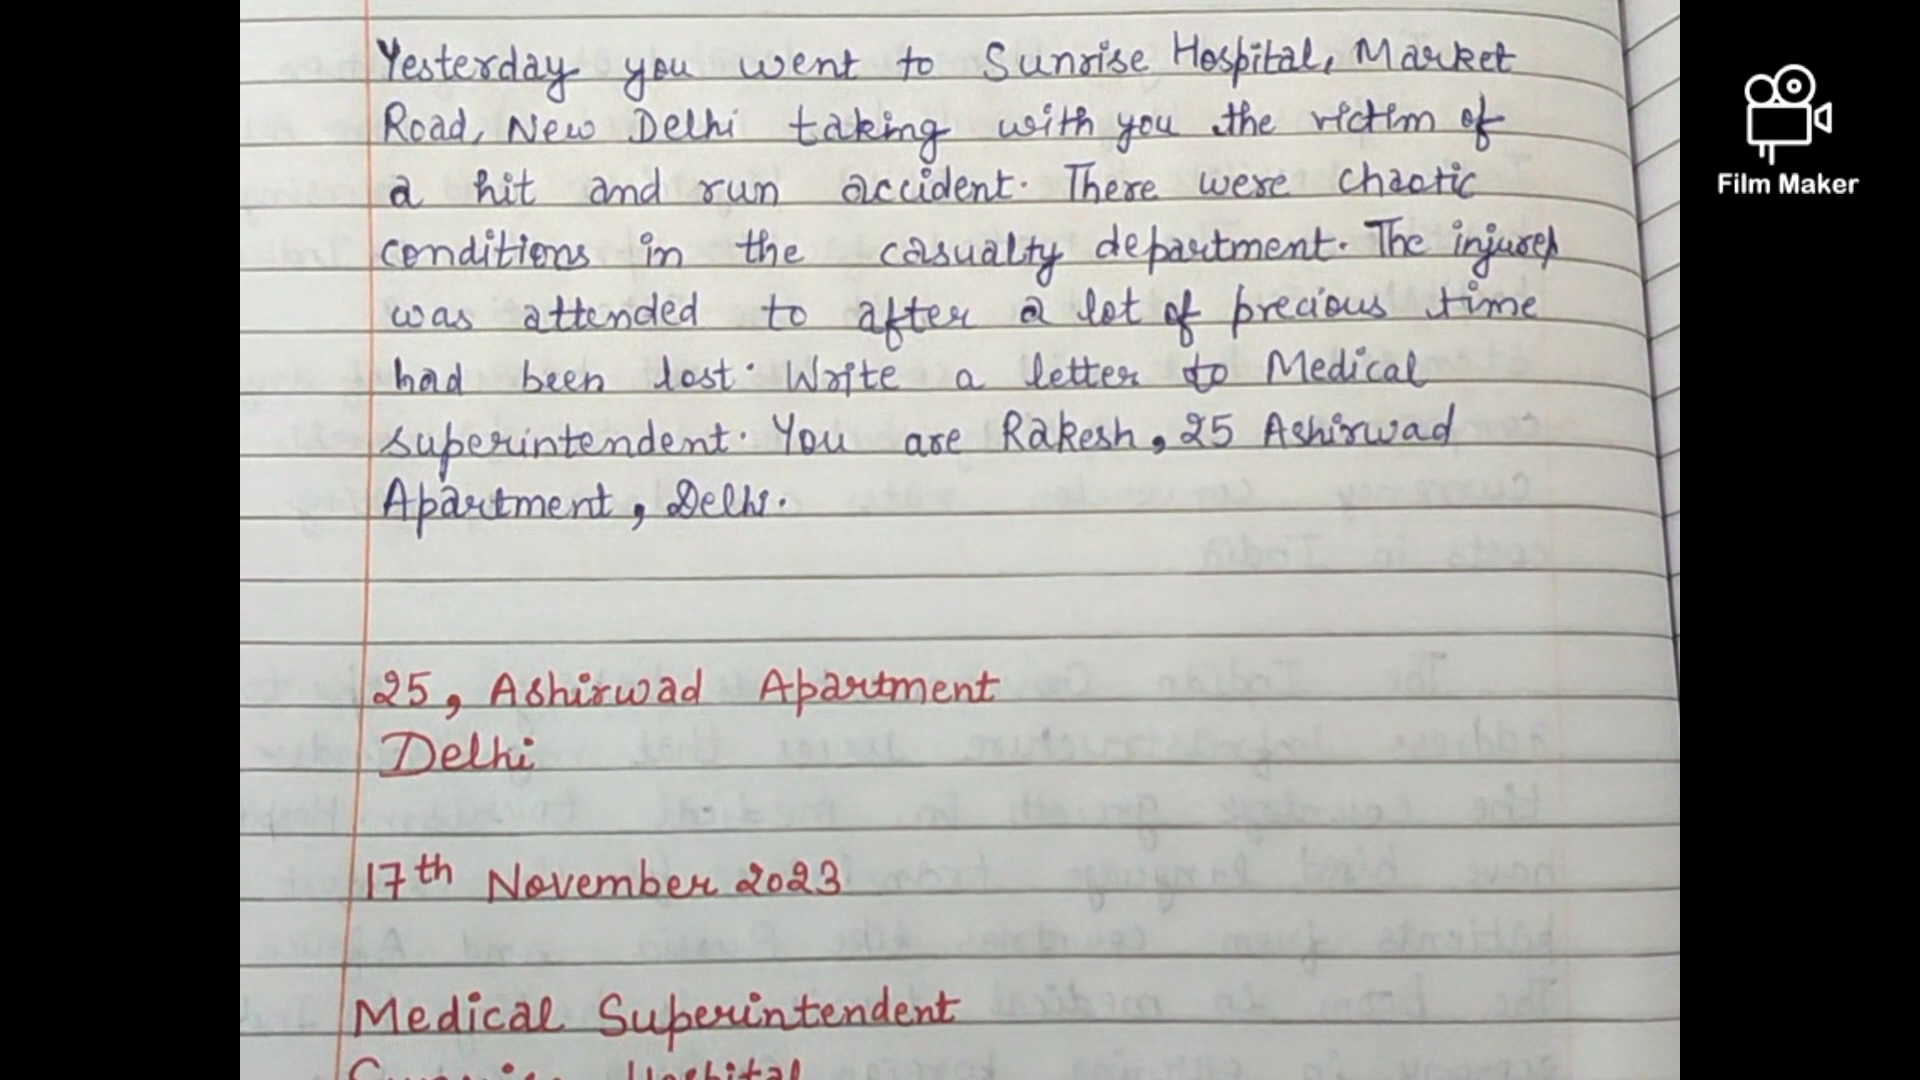 Yesterday you went to Sunrise Hospital, Market
Road, New Delhi taking with you the victim of
a hit and run accident. There were chaotic
conditions in the casualty department. The injured
was attended to after a lot of precious time
had been lost. Write a letter to Medical
superintendent. You are Rakesh, 25 Ashirwad
Apartment, Delhi.
25, Ashirwad Apartment
Delhi
17th November 2023
Medical Superintendent
Hospital
Film Maker